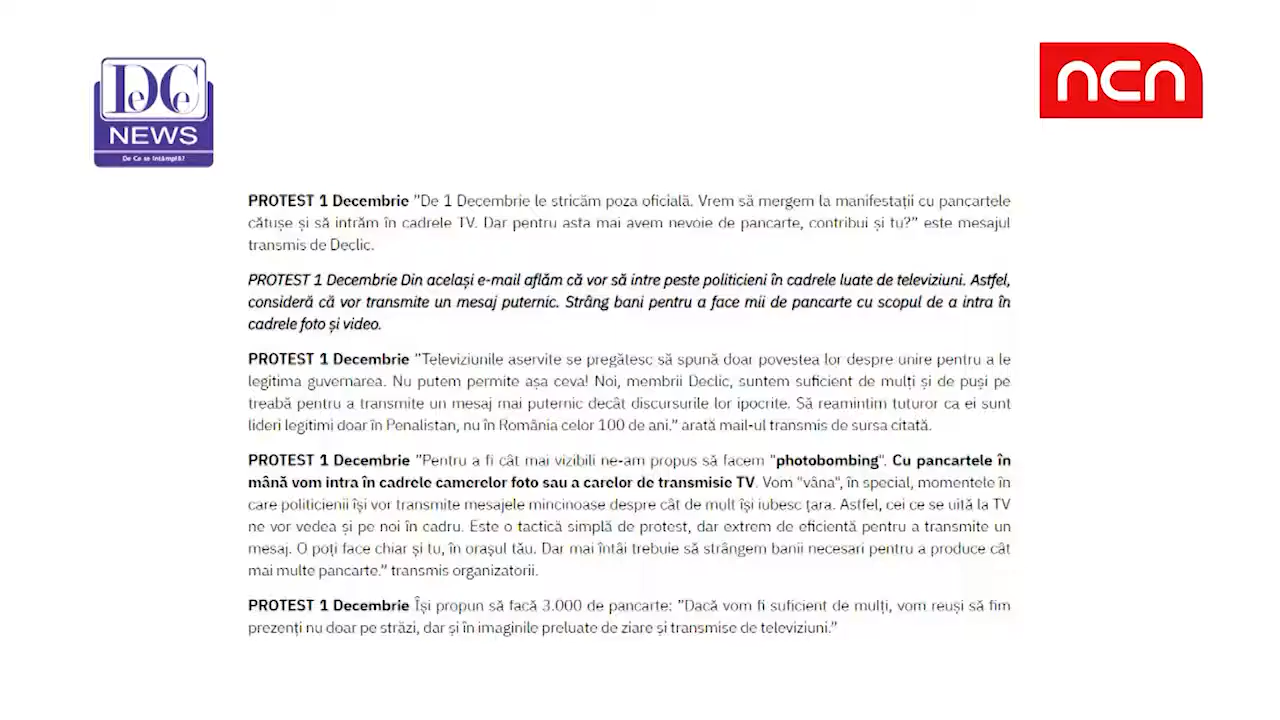 DeCe
NEWS
De Ce se întâmplă?
ncn
PROTEST 1 Decembrie "De 1 Decembrie le stricăm poza oficială. Vrem să mergem la manifestații cu pancartele
cătușe și să intrăm în cadrele TV. Dar pentru asta mai avem nevoie de pancarte, contribui și tu?" este mesajul
transmis de Declic.
PROTEST 1 Decembrie Din același e-mail aflăm că vor să intre peste politicieni în cadrele luate de televiziuni. Astfel,
consideră că vor transmite un mesaj puternic. Strâng bani pentru a face mii de pancarte cu scopul de a intra în
cadrele foto și video.
PROTEST 1 Decembrie "Televiziunile aservite se pregătesc să spună doar povestea lor despre unire pentru a le
legitima guvernarea. Nu putem permite așa ceva! Noi, membrii Declic, suntem suficient de mulți și de puși pe
treabă pentru a transmite un mesaj mai puternic decât discursurile lor ipocrite. Să reamintim tuturor ca ei sunt
lideri legitimi doar în Penalistan, nu în România celor 100 de ani." arată mail-ul transmis de sursa citată.
PROTEST 1 Decembrie "Pentru a fi cât mai vizibili ne-am propus să facem "photobombing". Cu pancartele în
mână vom intra în cadrele camerelor foto sau a carelor de transmisie TV. Vom "vâna", în special, momentele în
care politicienii își vor transmite mesajele mincinoase despre cât de mult își iubesc țara. Astfel, cei ce se uită la TV
ne vor vedea și pe noi în cadru. Este o tactică simplă de protest, dar extrem de eficientă pentru a transmite un
mesaj. O poți face chiar și tu, în orașul tău. Dar mai întâi trebuie să strângem banii necesari pentru a produce cât
mai multe pancarte." transmis organizatorii.
PROTEST 1 Decembrie Își propun să facă 3.000 de pancarte: "Dacă vom fi suficient de mulți, vom reuși să fim
prezenți nu doar pe străzi, dar și în imaginile preluate de ziare și transmise de televiziuni."